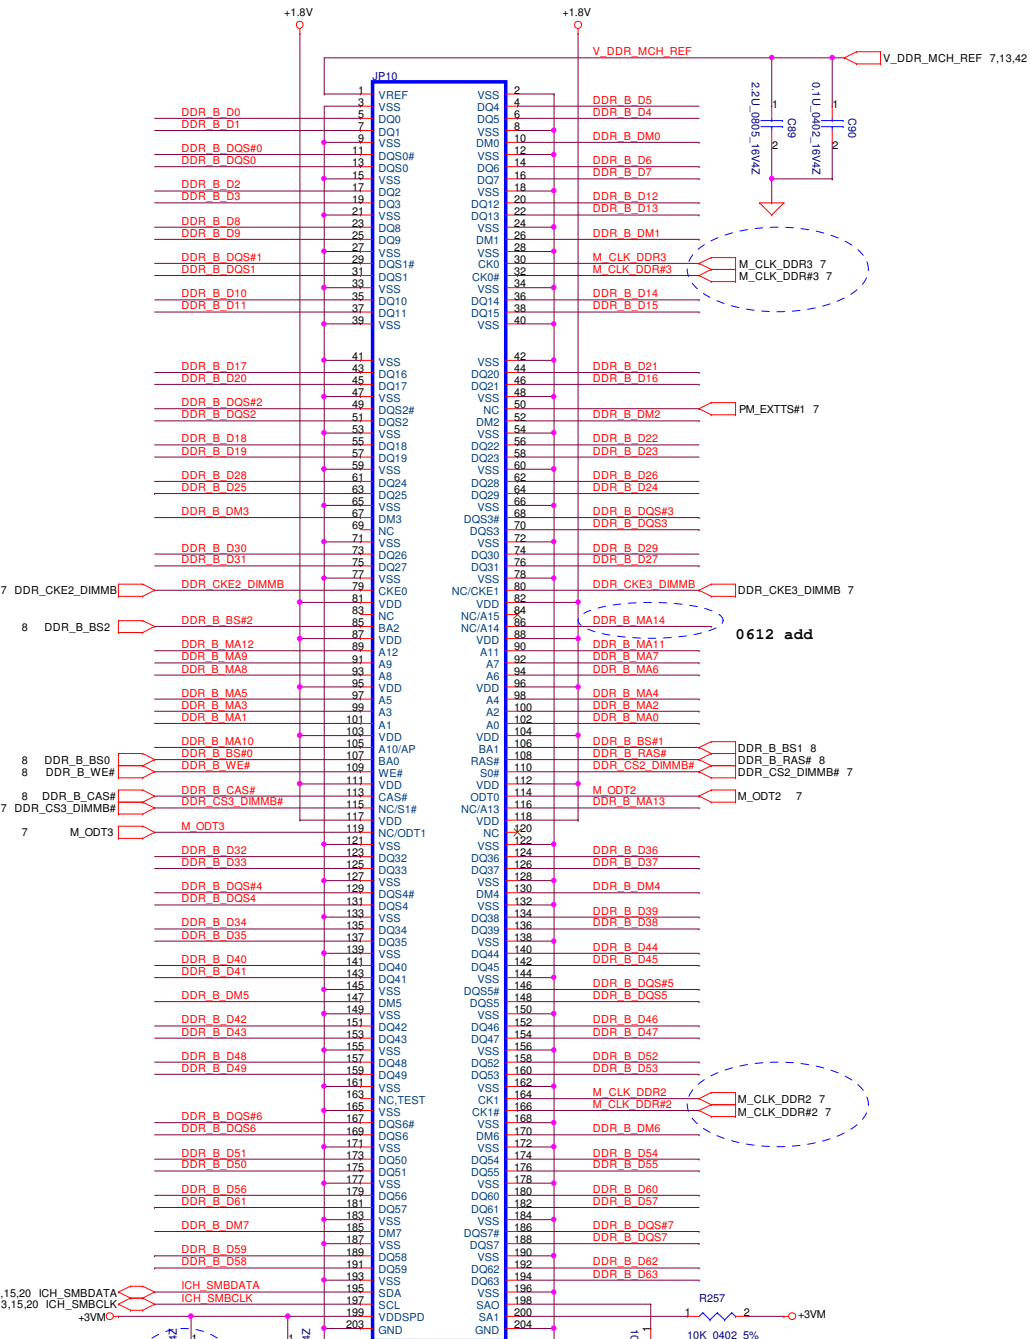 +1.8V +1.8V
V_DDR_MCH_REF V_DDR_MCH_REF 7,13,42
JP10
2.2U_0805_16V4Z 1 2 C89
0.1U_0402_16V4Z 1 2 C90
1 VREF VSS 2
3 VSS DQ4 4 DDR_B_D5
DDR_B_D0 5 DQ0 DQ5 6 DDR_B_D4
DDR_B_D1 7 DQ1 VSS 8
9 VSS DM0 10 DDR_B_DM0
DDR_B_DQS#0 11 DQS0# VSS 12
DDR_B_DQS0 13 DQS0 DQ6 14 DDR_B_D6
15 VSS DQ7 16 DDR_B_D7
DDR_B_D2 17 DQ2 VSS 18
DDR_B_D3 19 DQ3 DQ12 20 DDR_B_D12
21 VSS DQ13 22 DDR_B_D13
DDR_B_D8 23 DQ8 VSS 24
DDR_B_D9 25 DQ9 DM1 26 DDR_B_DM1
27 VSS VSS 28
DDR_B_DQS#1 29 DQS1# CK0 30 M_CLK_DDR3 M_CLK_DDR3 7
DDR_B_DQS1 31 DQS1 CK0# 32 M_CLK_DDR#3 M_CLK_DDR#3 7
33 VSS VSS 34
DDR_B_D10 35 DQ10 DQ14 36 DDR_B_D14
DDR_B_D11 37 DQ11 DQ15 38 DDR_B_D15
39 VSS VSS 40
41 VSS VSS 42
DDR_B_D17 43 DQ16 DQ20 44 DDR_B_D21
DDR_B_D20 45 DQ17 DQ21 46 DDR_B_D16
47 VSS VSS 48
DDR_B_DQS#2 49 DQS2# NC 50 PM_EXTTS#1 7
DDR_B_DQS2 51 DQS2 DM2 52 DDR_B_DM2
53 VSS VSS 54
DDR_B_D18 55 DQ18 DQ22 56 DDR_B_D22
DDR_B_D19 57 DQ19 DQ23 58 DDR_B_D23
59 VSS VSS 60
DDR_B_D28 61 DQ24 DQ28 62 DDR_B_D26
DDR_B_D25 63 DQ25 DQ29 64 DDR_B_D24
65 VSS VSS 66
DDR_B_DM3 67 DM3 DQS3# 68 DDR_B_DQS#3
69 NC DQS3 70 DDR_B_DQS3
71 VSS VSS 72
DDR_B_D30 73 DQ26 DQ30 74 DDR_B_D29
DDR_B_D31 75 DQ27 DQ31 76 DDR_B_D27
77 VSS VSS 78
7 DDR_CKE2_DIMMB DDR_CKE2_DIMMB 79 CKE0 NC/CKE1 80 DDR_CKE3_DIMMB DDR_CKE3_DIMMB 7
81 VDD VDD 82
83 NC NC/A15 84
8 DDR_B_BS2 DDR_B_BS#2 85 BA2 NC/A14 86 DDR_B_MA14
87 VDD VDD 88 0612 add
DDR_B_MA12 89 A12 A11 90 DDR_B_MA11
DDR_B_MA9 91 A9 A7 92 DDR_B_MA7
DDR_B_MA8 93 A8 A6 94 DDR_B_MA6
95 VDD VDD 96
DDR_B_MA5 97 A5 A4 98 DDR_B_MA4
DDR_B_MA3 99 A3 A2 100 DDR_B_MA2
DDR_B_MA1 101 A1 A0 102 DDR_B_MA0
103 VDD VDD 104
DDR_B_MA10 105 A10/AP BA1 106 DDR_B_BS#1 DDR_B_BS1 8
8 DDR_B_BS0 DDR_B_BS#0 107 BA0 RAS# 108 DDR_B_RAS# DDR_B_RAS# 8
8 DDR_B_WE# DDR_B_WE# 109 WE# S0# 110 DDR_CS2_DIMMB# DDR_CS2_DIMMB# 7
111 VDD VDD 112
8 DDR_B_CAS# DDR_B_CAS# 113 CAS# ODT0 114 M_ODT2 M_ODT2 7
7 DDR_CS3_DIMMB# DDR_CS3_DIMMB# 115 NC/S1# NC/A13 116 DDR_B_MA13
117 VDD VDD 118
7 M_ODT3 M_ODT3 119 NC/ODT1 NC 120
121 VSS VSS 122
DDR_B_D32 123 DQ32 DQ36 124 DDR_B_D36
DDR_B_D33 125 DQ33 DQ37 126 DDR_B_D37
127 VSS VSS 128
DDR_B_DQS#4 129 DQS4# DM4 130 DDR_B_DM4
DDR_B_DQS4 131 DQS4 VSS 132
133 VSS DQ38 134 DDR_B_D39
DDR_B_D34 135 DQ34 DQ39 136 DDR_B_D38
DDR_B_D35 137 DQ35 VSS 138
139 VSS DQ44 140 DDR_B_D44
DDR_B_D40 141 DQ40 DQ45 142 DDR_B_D45
DDR_B_D41 143 DQ41 VSS 144
145 VSS DQS5# 146 DDR_B_DQS#5
DDR_B_DM5 147 DM5 DQS5 148 DDR_B_DQS5
149 VSS VSS 150
DDR_B_D42 151 DQ42 DQ46 152 DDR_B_D46
DDR_B_D43 153 DQ43 DQ47 154 DDR_B_D47
155 VSS VSS 156
DDR_B_D48 157 DQ48 DQ52 158 DDR_B_D52
DDR_B_D49 159 DQ49 DQ53 160 DDR_B_D53
161 VSS VSS 162
163 NC,TEST CK1 164 M_CLK_DDR2 M_CLK_DDR2 7
165 VSS CK1# 166 M_CLK_DDR#2 M_CLK_DDR#2 7
DDR_B_DQS#6 167 DQS6# VSS 168
DDR_B_DQS6 169 DQS6 DM6 170 DDR_B_DM6
171 VSS VSS 172
DDR_B_D51 173 DQ50 DQ54 174 DDR_B_D54
DDR_B_D50 175 DQ51 DQ55 176 DDR_B_D55
177 VSS VSS 178
DDR_B_D56 179 DQ56 DQ60 180 DDR_B_D60
DDR_B_D61 181 DQ57 DQ61 182 DDR_B_D57
183 VSS VSS 184
DDR_B_DM7 185 DM7 DQS7# 186 DDR_B_DQS#7
187 VSS DQS7 188 DDR_B_DQS7
DDR_B_D59 189 DQ58 VSS 190
DDR_B_D58 191 DQ59 DQ62 192 DDR_B_D62
193 VSS DQ63 194 DDR_B_D63
,15,20 ICH_SMBDATA ICH_SMBDATA 195 SDA VSS 196
3,15,20 ICH_SMBCLK ICH_SMBCLK 197 SCL SAO 198 R257
+3VM 199 VDDSPD SA1 200 1 2 +3VM
203 GND GND 204
1 1 1 10K_0402_5%